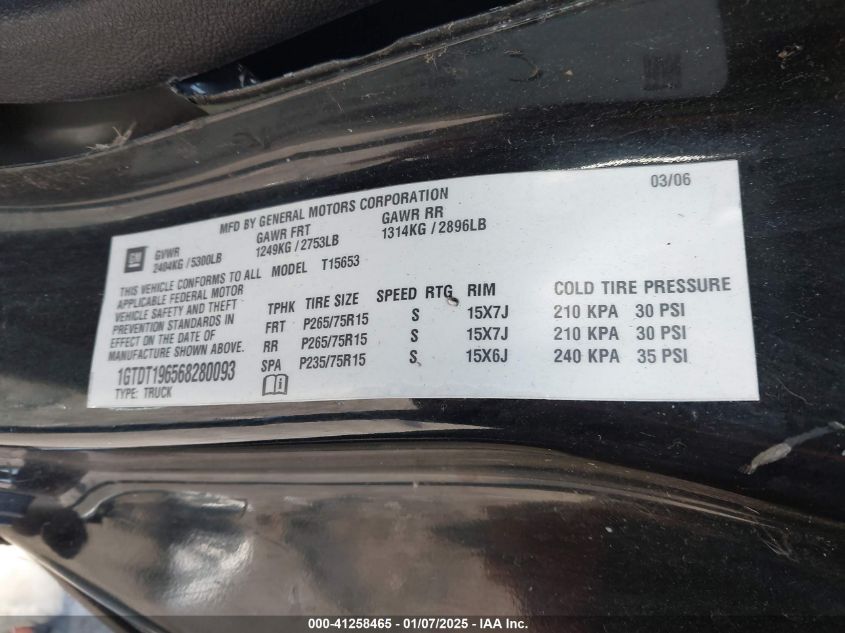 03/06
MFD BY GENERAL MOTORS CORPORATION
GM
GVWR GAWR FRT GAWR RR
2404KG / 5300LB 1249KG / 2753LB 1314KG / 2896LB
THIS VEHICLE CONFORMS TO ALL MODEL T15653
APPLICABLE FEDERAL MOTOR
VEHICLE SAFETY AND THEFT
PREVENTION STANDARDS IN
EFFECT ON THE DATE OF
MANUFACTURE SHOWN ABOVE.
1GTDT196568280093
TYPE: TRUCK
TPHK TIRE SIZE SPEED RTG RIM COLD TIRE PRESSURE
FRT P265/75R15 S 15X7J 210 KPA 30 PSI
RR P265/75R15 S 15X7J 210 KPA 30 PSI
SPA P235/75R15 S 15X6J 240 KPA 35 PSI
000-41258465 - 01/07/2025 - IAA Inc.